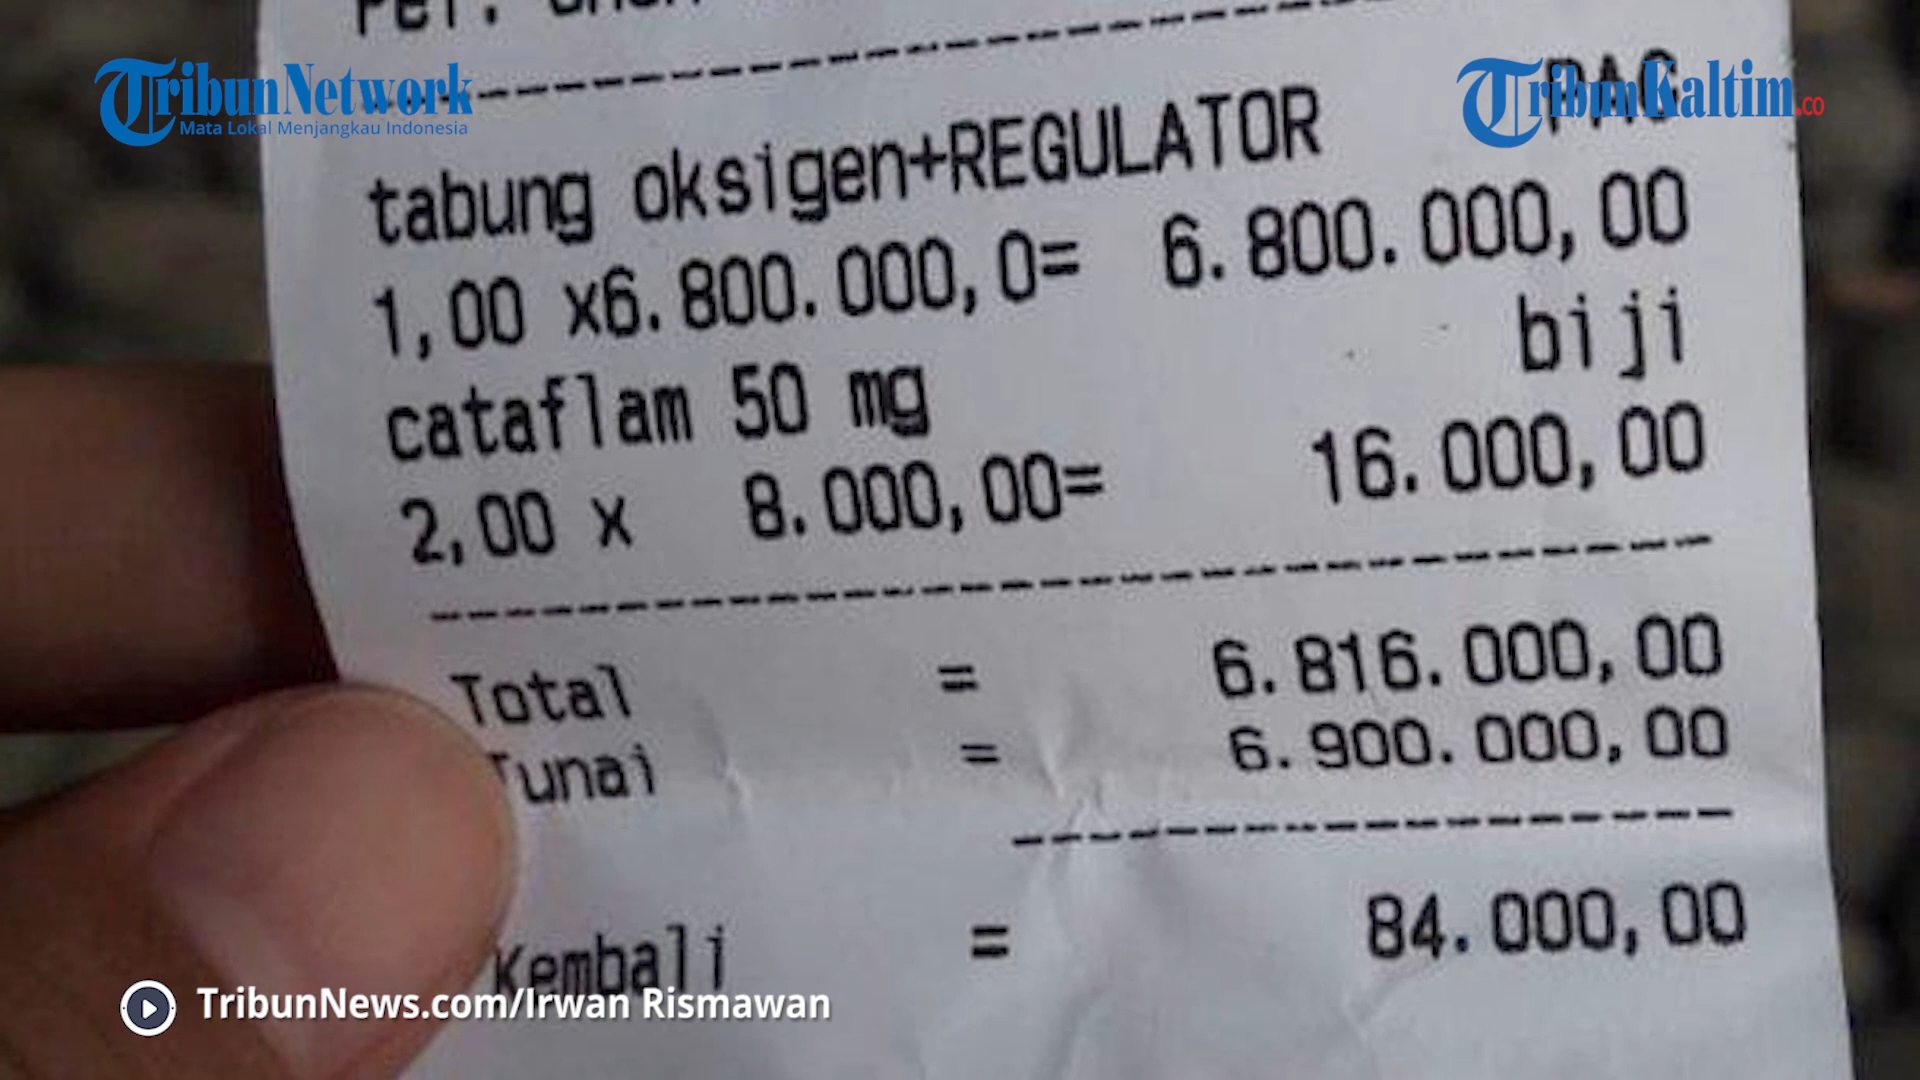 TribunNetwork
Mata Lokal Menjangkau Indonesia
TribunKaltim.co
tabung oksigen+REGULATOR PAC
1,00 x6.800.000,0= 6.800.000,00
cataflam 50 mg biji
2,00 x 8.000,00= 16.000,00
Total = 6.816.000,00
Tunai = 6.900.000,00
Kembali = 84.000,00
TribunNews.com/Irwan Rismawan